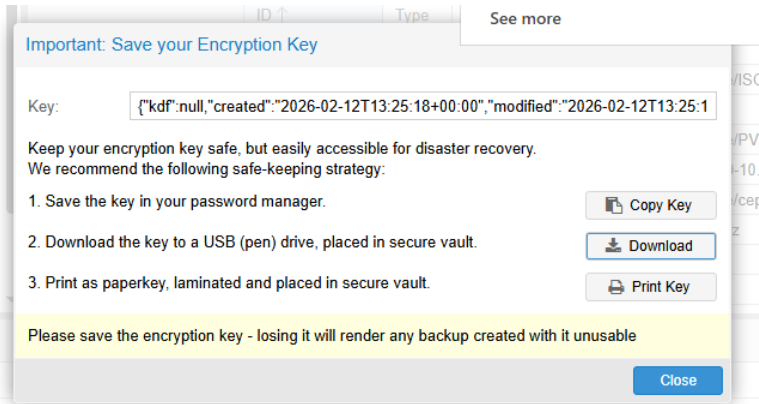 ID ↑ Type
See more
Important: Save your Encryption Key
Key: {"kdf":null,"created":"2026-02-12T13:25:18+00:00","modified":"2026-02-12T13:25:1
Keep your encryption key safe, but easily accessible for disaster recovery.
We recommend the following safe-keeping strategy:
1. Save the key in your password manager.
Copy Key
2. Download the key to a USB (pen) drive, placed in secure vault.
Download
3. Print as paperkey, laminated and placed in secure vault.
Print Key
Please save the encryption key - losing it will render any backup created with it unusable
Close
e/ISO
e/PV
-10.
e/cep
z